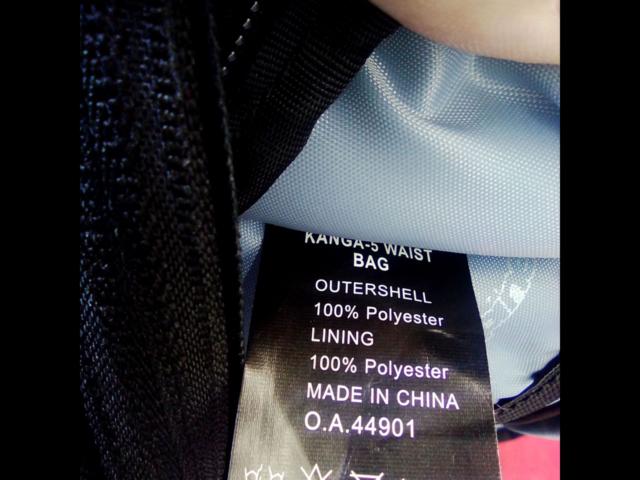 KANGA-5 WAIST
BAG
OUTERSHELL
100% Polyester
LINING
100% Polyester
MADE IN CHINA
O.A.44901